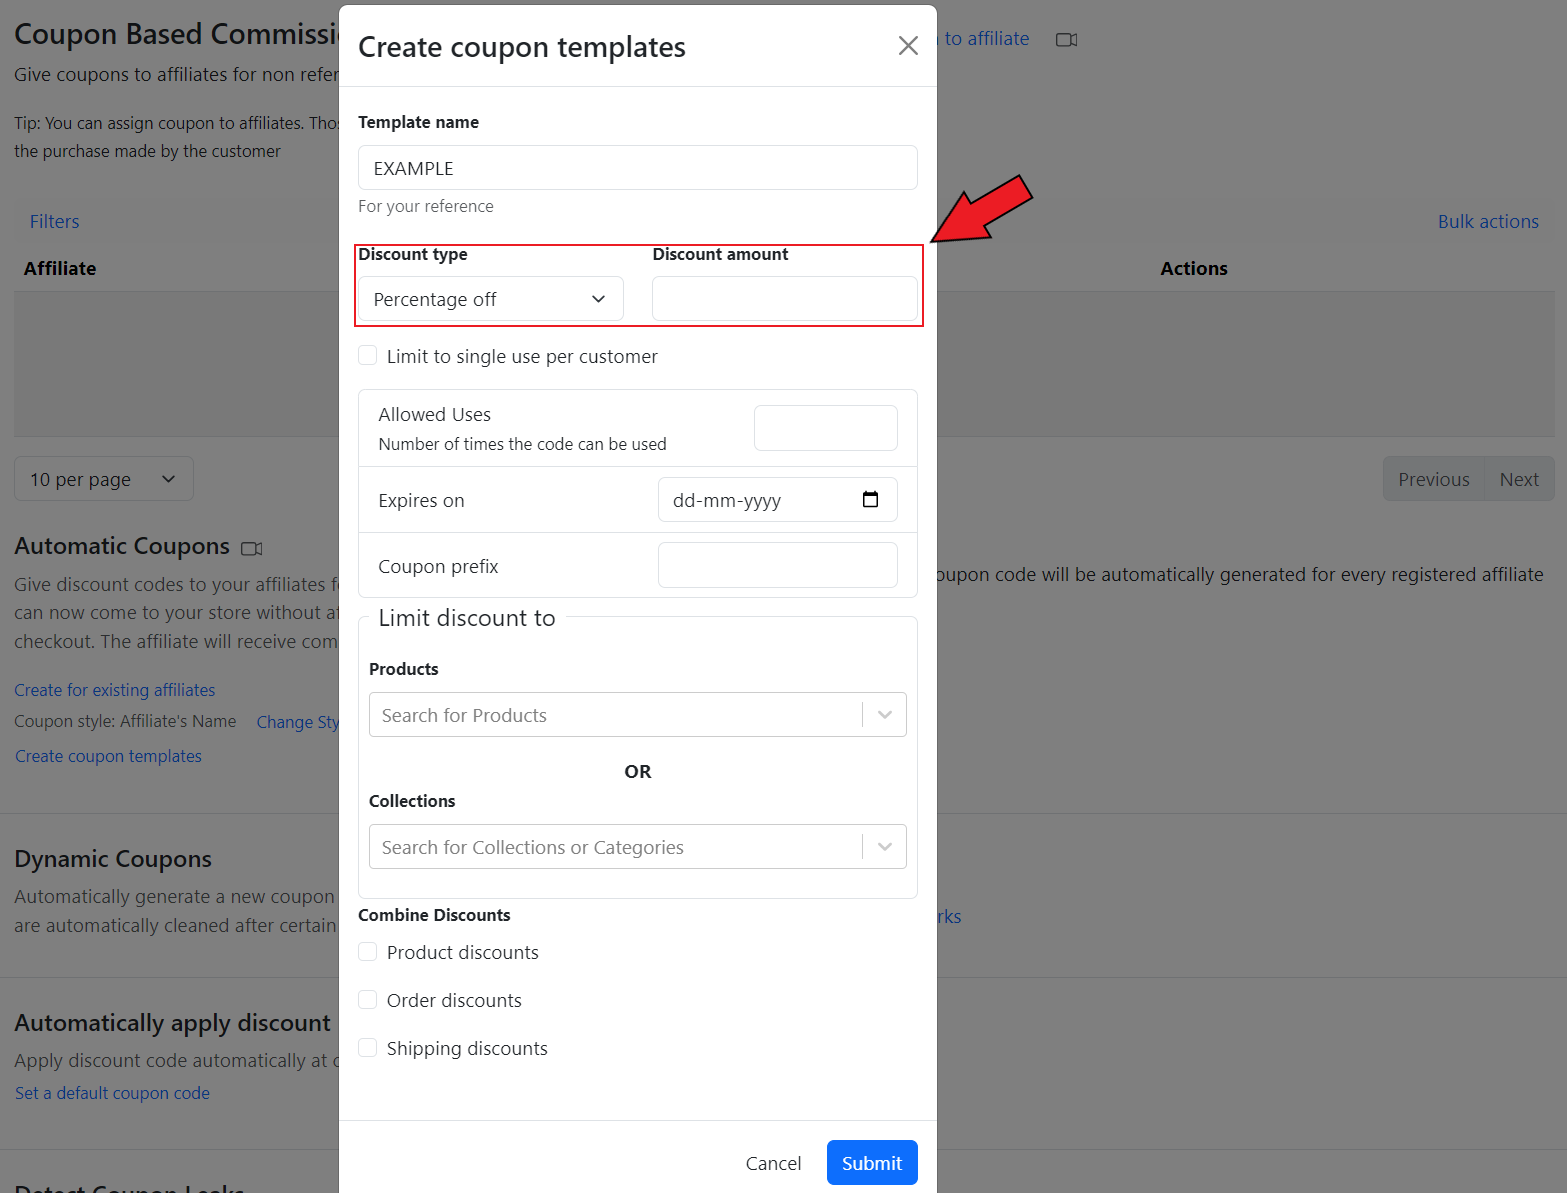 Coupon Based Commissi
Give coupons to affiliates for non refer
Tip: You can assign coupon to affiliates. Thos
the purchase made by the customer
to affiliate
Filters
Bulk actions
Affiliate
Actions
10 per page
Previous
Next
Automatic Coupons
Give discount codes to your affiliates f
can now come to your store without af
checkout. The affiliate will receive com
oupon code will be automatically generated for every registered affiliate
Create for existing affiliates
Coupon style: Affiliate's Name Change Sty
Create coupon templates
Dynamic Coupons
Automatically generate a new coupon
are automatically cleaned after certain
rks
Automatically apply discount
Apply discount code automatically at c
Set a default coupon code
Detect Coupon Leaks
Create coupon templates
Template name
EXAMPLE
For your reference
Discount type
Discount amount
Percentage off
Limit to single use per customer
Allowed Uses
Number of times the code can be used
Expires on
dd-mm-yyyy
Coupon prefix
Limit discount to
Products
Search for Products
OR
Collections
Search for Collections or Categories
Combine Discounts
Product discounts
Order discounts
Shipping discounts
Cancel
Submit